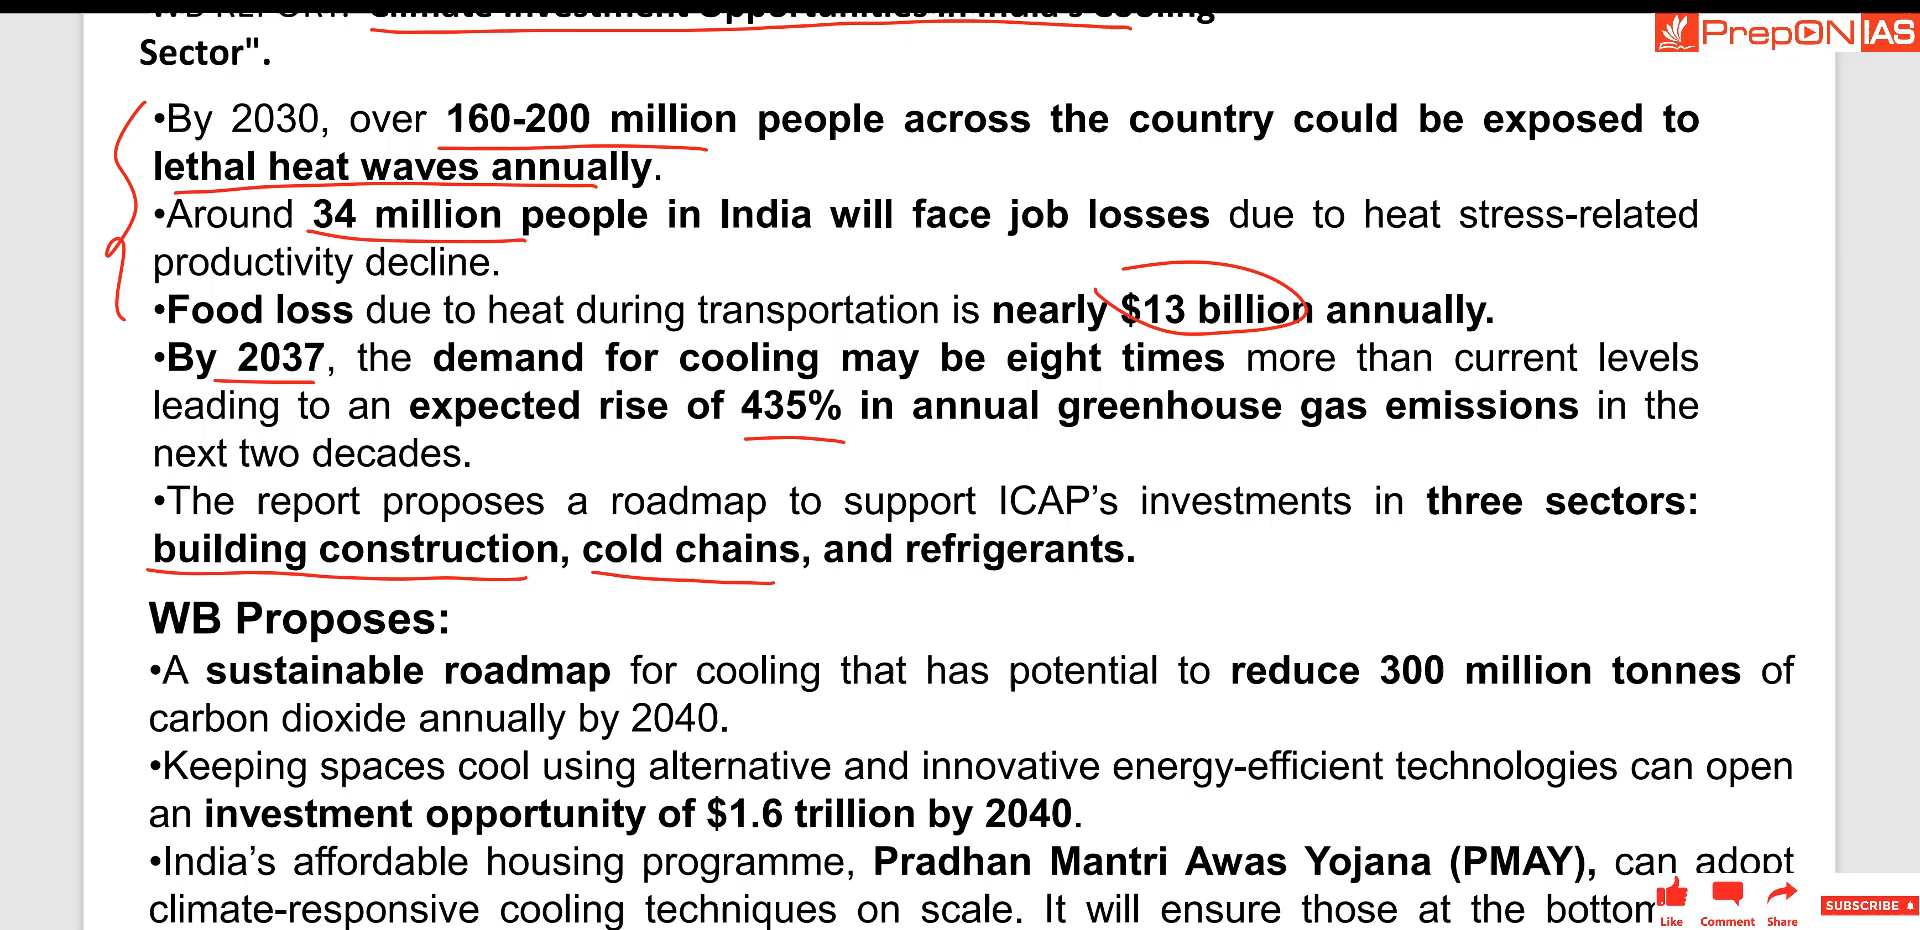 WB REPORT: "Climate Investment Opportunities in India's Cooling
Sector".
PrepON IAS
•By 2030, over 160-200 million people across the country could be exposed to
lethal heat waves annually.
•Around 34 million people in India will face job losses due to heat stress-related
productivity decline.
•Food loss due to heat during transportation is nearly $13 billion annually.
•By 2037, the demand for cooling may be eight times more than current levels
leading to an expected rise of 435% in annual greenhouse gas emissions in the
next two decades.
•The report proposes a roadmap to support ICAP’s investments in three sectors:
building construction, cold chains, and refrigerants.
WB Proposes:
•A sustainable roadmap for cooling that has potential to reduce 300 million tonnes of
carbon dioxide annually by 2040.
•Keeping spaces cool using alternative and innovative energy-efficient technologies can open
an investment opportunity of $1.6 trillion by 2040.
•India’s affordable housing programme, Pradhan Mantri Awas Yojana (PMAY), can adopt
climate-responsive cooling techniques on scale. It will ensure those at the bottom
Like Comment Share SUBSCRIBE